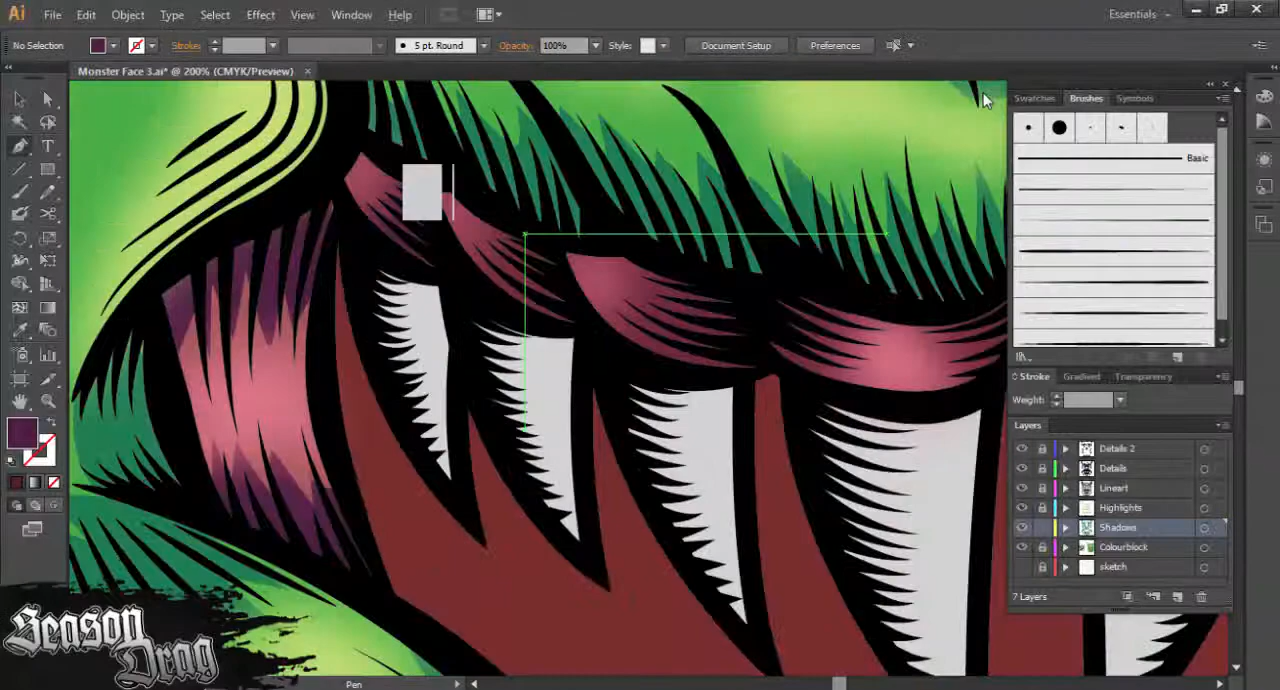 Ai File Edit Object Type Select Effect View Window Help Essentials
No Selection Stroke: 5 pt. Round Opacity: 100% Style: Document Setup Preferences
Monster Face 3.ai* @ 200% (CMYK/Preview) ×
Swatches Brushes Symbols
Basic
Stroke Gradient Transparency
Weight:
Layers
Details 2
Details
Lineart
Highlights
Shadows
Colourblock
sketch
7 Layers
Season
Drag
Pen